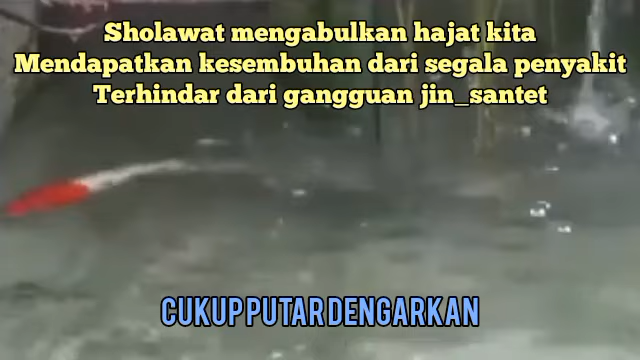 Sholawat mengabulkan hajat kita
Mendapatkan kesembuhan dari segala penyakit
Terhindar dari gangguan jin_santet
CUKUP PUTAR DENGARKAN